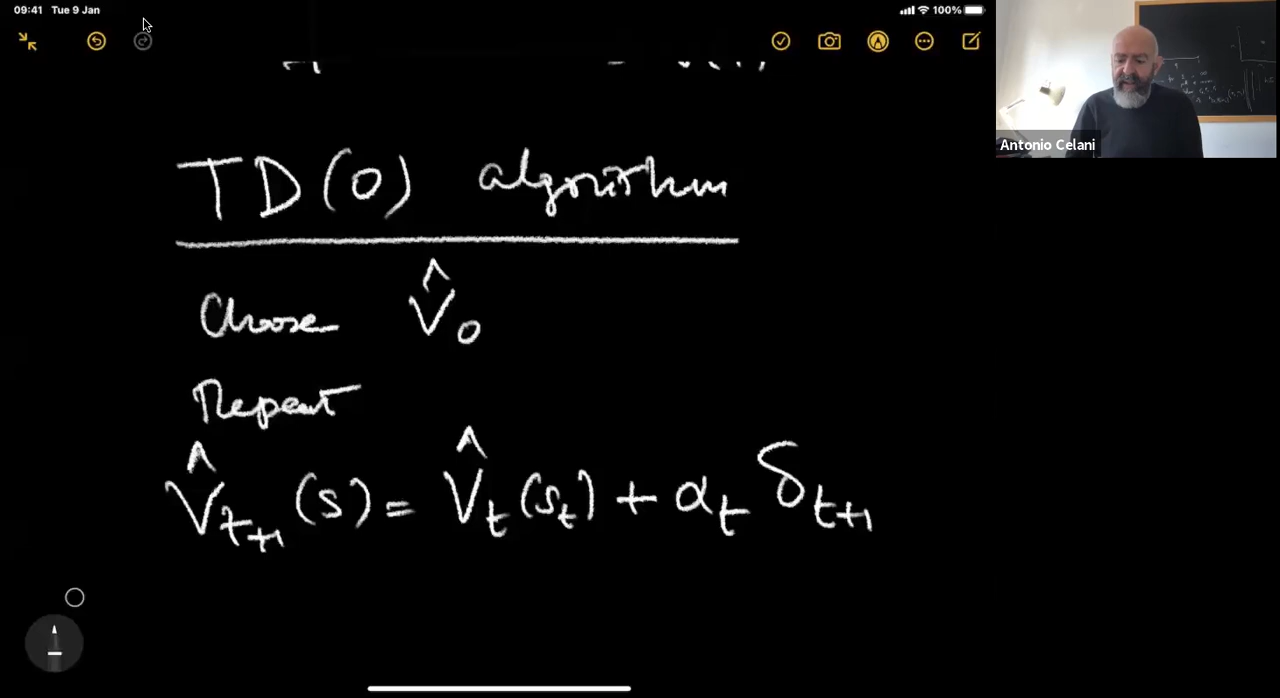 09:41 Tue 9 Jan
100%
Antonio Celani
TD(0) algorithm
Choose V̂₀
Repeat
V̂ₜ₊₁(s) = V̂ₜ(sₜ) + αₜ δₜ₊₁